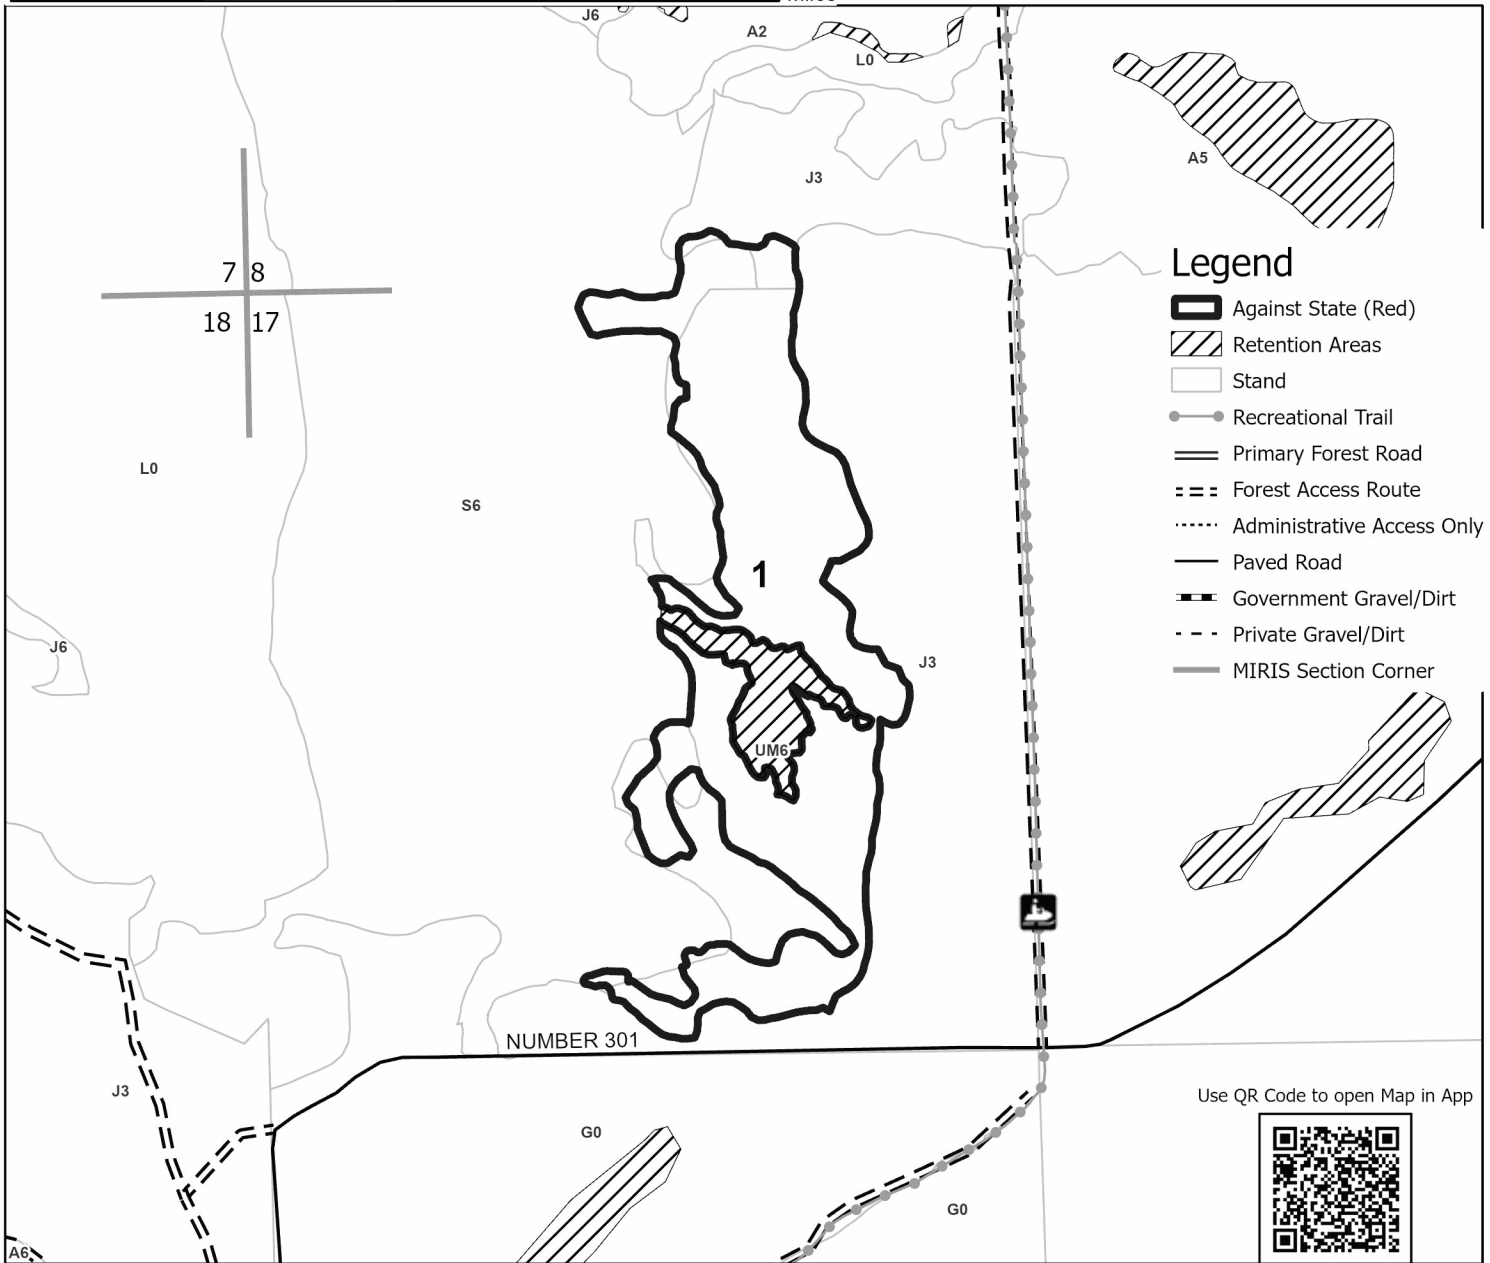 J6
A2
L0
A5
J3
7 8
18 17
Legend
Against State (Red)
Retention Areas
Stand
Recreational Trail
Primary Forest Road
Forest Access Route
Administrative Access Only
Paved Road
Government Gravel/Dirt
Private Gravel/Dirt
MIRIS Section Corner
L0
S6
1
J6
J3
UM6
NUMBER 301
J3
G0
Use QR Code to open Map in App
G0
A6